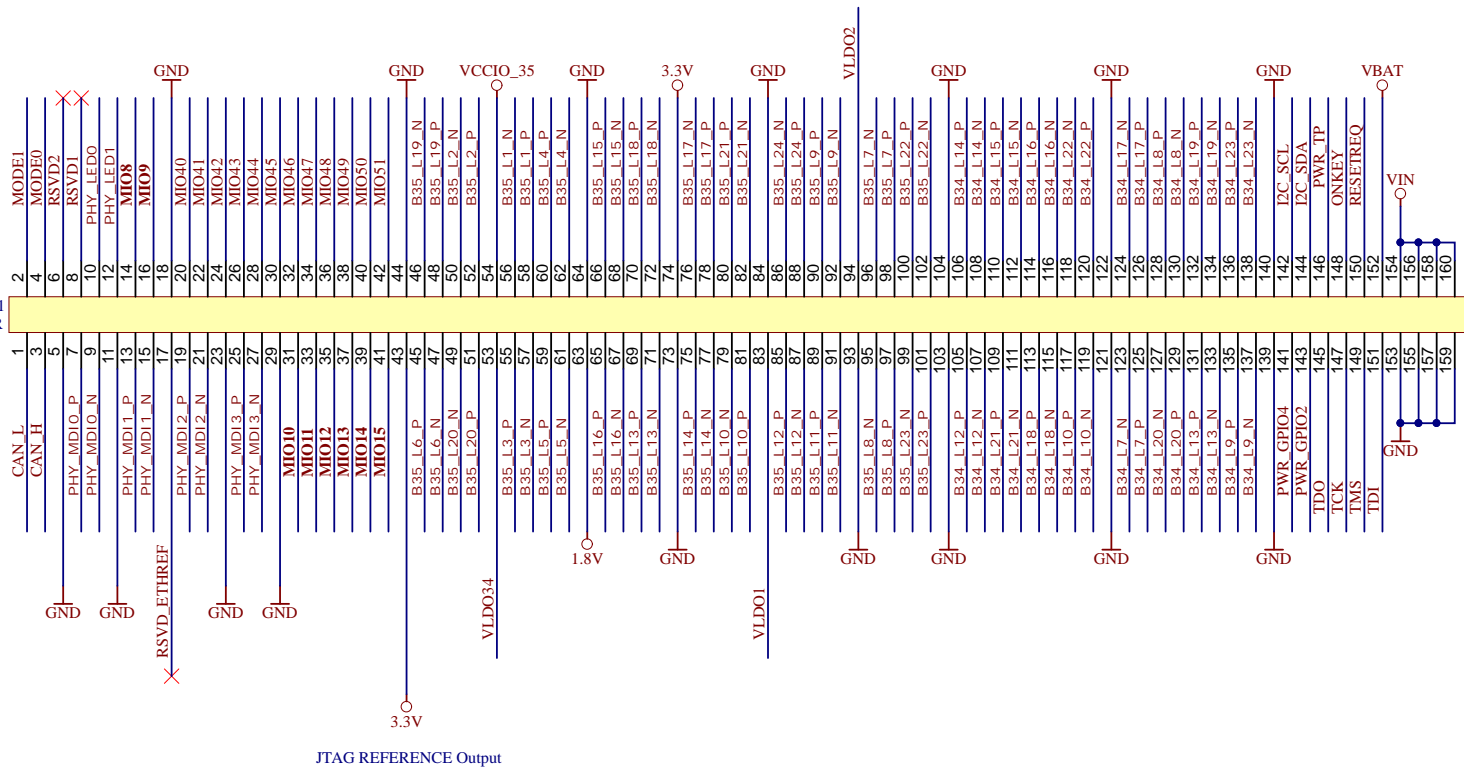 VLDO2
GND
GND
VCCIO_35
GND
3.3V
GND
GND
GND
GND
VBAT
VIN
MODE1
MODE0
RSVD2
RSVD1
PHY_LED0
PHY_LED1
MIO8
MIO9
MIO40
MIO41
MIO42
MIO43
MIO44
MIO45
MIO46
MIO47
MIO48
MIO49
MIO50
MIO51
B35_L19_N
B35_L19_P
B35_L2_N
B35_L2_P
B35_L1_N
B35_L1_P
B35_L4_P
B35_L4_N
B35_L15_P
B35_L15_N
B35_L18_P
B35_L18_N
B35_L17_N
B35_L17_P
B35_L21_P
B35_L21_N
B35_L24_N
B35_L24_P
B35_L9_P
B35_L9_N
B35_L7_N
B35_L7_P
B35_L22_P
B35_L22_N
B34_L14_P
B34_L14_N
B34_L15_P
B34_L15_N
B34_L16_P
B34_L16_N
B34_L22_N
B34_L22_P
B34_L17_N
B34_L17_P
B34_L8_P
B34_L8_N
B34_L19_P
B34_L19_N
B34_L23_P
B34_L23_N
I2C_SCL
I2C_SDA
PWR_TP
ONKEY
RESETREQ
2
4
6
8
10
12
14
16
18
20
22
24
26
28
30
32
34
36
38
40
42
44
46
48
50
52
54
56
58
60
62
64
66
68
70
72
74
76
78
80
82
84
86
88
90
92
94
96
98
100
102
104
106
108
110
112
114
116
118
120
122
124
126
128
130
132
134
136
138
140
142
144
146
148
150
152
154
156
158
160
1
3
5
7
9
11
13
15
17
19
21
23
25
27
29
31
33
35
37
39
41
43
45
47
49
51
53
55
57
59
61
63
65
67
69
71
73
75
77
79
81
83
85
87
89
91
93
95
97
99
101
103
105
107
109
111
113
115
117
119
121
123
125
127
129
131
133
135
137
139
141
143
145
147
149
151
153
155
157
159
CAN_L
CAN_H
PHY_MDI0_P
PHY_MDI0_N
PHY_MDI1_P
PHY_MDI1_N
PHY_MDI2_P
PHY_MDI2_N
PHY_MDI3_P
PHY_MDI3_N
MIO10
MIO11
MIO12
MIO13
MIO14
MIO15
B35_L6_P
B35_L6_N
B35_L20_N
B35_L20_P
B35_L3_P
B35_L3_N
B35_L5_P
B35_L5_N
B35_L16_P
B35_L16_N
B35_L13_P
B35_L13_N
B35_L14_P
B35_L14_N
B35_L10_N
B35_L10_P
B35_L12_P
B35_L12_N
B35_L11_P
B35_L11_N
B35_L8_N
B35_L8_P
B35_L23_N
B35_L23_P
B34_L12_P
B34_L12_N
B34_L21_P
B34_L21_N
B34_L18_P
B34_L18_N
B34_L10_P
B34_L10_N
B34_L7_N
B34_L7_P
B34_L20_N
B34_L20_P
B34_L13_P
B34_L13_N
B34_L9_P
B34_L9_N
PWR_GPIO4
PWR_GPIO2
TDO
TCK
TMS
TDI
GND
GND
GND
RSVD_ETHREF
GND
GND
3.3V
VLDO34
1.8V
GND
VLDO1
GND
GND
GND
GND
JTAG REFERENCE Output